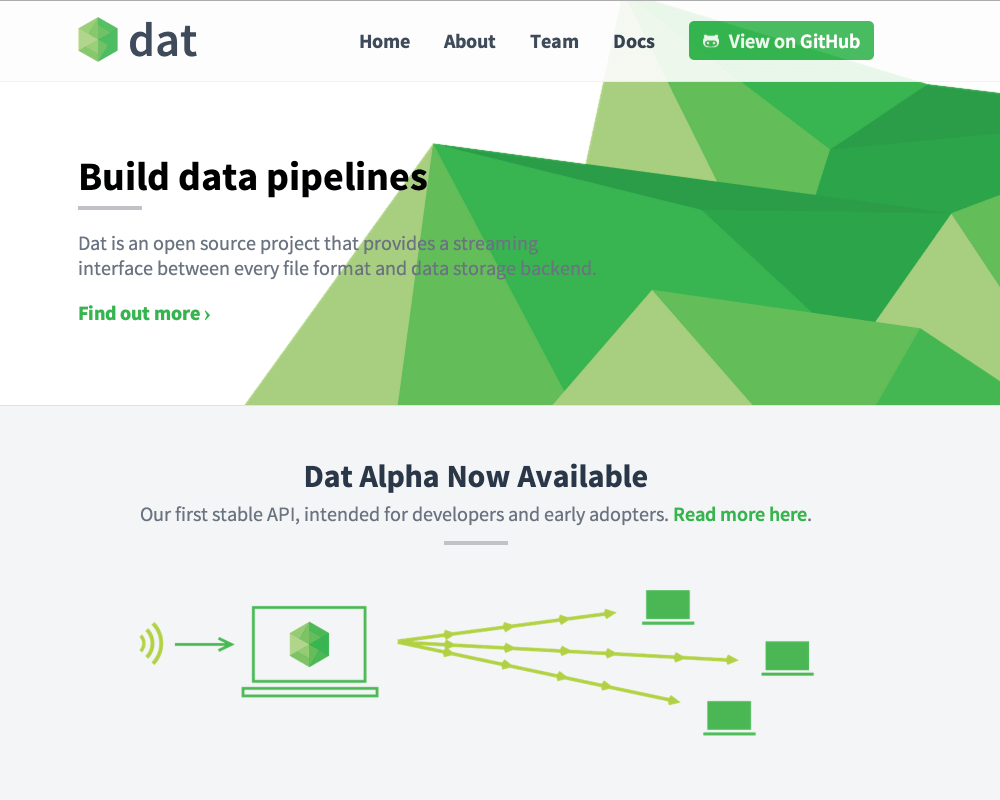 dat
Home About Team Docs View on GitHub
Build data pipelines
Dat is an open source project that provides a streaming
interface between every file format and data storage backend.
Find out more ›
Dat Alpha Now Available
Our first stable API, intended for developers and early adopters. Read more here.